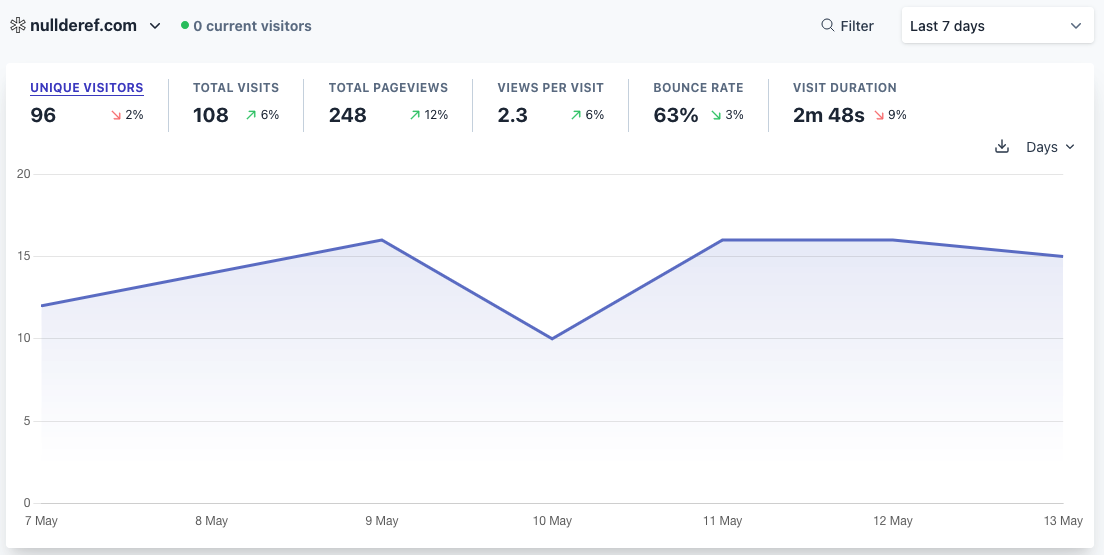 nullderef.com 0 current visitors Filter Last 7 days
UNIQUE VISITORS TOTAL VISITS TOTAL PAGEVIEWS VIEWS PER VISIT BOUNCE RATE VISIT DURATION
96 2% 108 6% 248 12% 2.3 6% 63% 3% 2m 48s 9%
Days
20
15
10
5
0
7 May 8 May 9 May 10 May 11 May 12 May 13 May